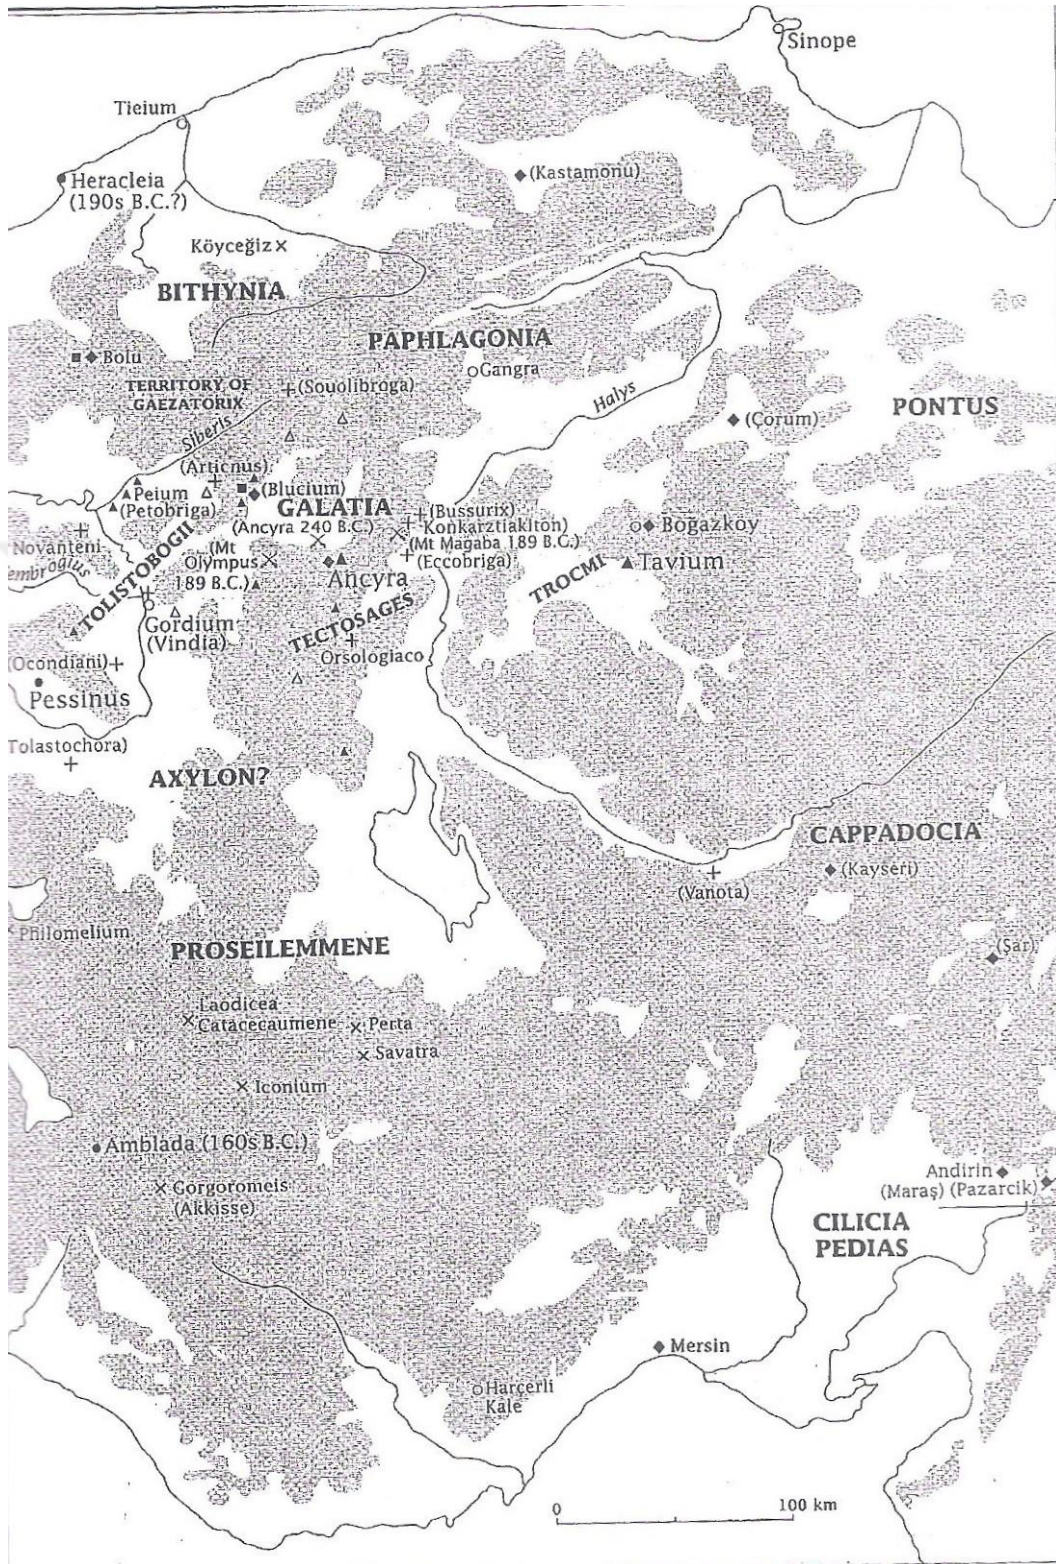 Sinope
Tieium
Heracleia
(190s B.C.?)
(Kastamonu)
Köyceğiz
BITHYNIA
PAPHLAGONIA
Bolu
Gangra
TERRITORY OF
GAEZATORIX
(Souolibroga)
Halys
PONTUS
(Çorum)
Siberis
(Articnus)
Peium
(Petobriga)
(Blucium)
GALATIA
(Bussurix)
(Ancyra 240 B.C.)
Konkarztiakiton)
Boğazköy
(Mt Magaba 189 B.C.)
Novanteni
(Mt
Olympus
189 B.C.)
(Eccobriga)
TROCMI
Tavium
TOLISTOBOGII
Ancyra
TECTOSAGES
Gordium
(Vindia)
Orsologiaco
(Ocondiani)
Pessinus
Tolastochora)
AXYLON?
CAPPADOCIA
(Kayseri)
(Vanota)
Philomelium
PROSEILEMMENE
(Şar)
Laodicea
Catacecaumene
Perta
Savatra
Iconium
Amblada (160s B.C.)
Andirin
(Maraş) (Pazarcik)
Gorgoromeis
(Akkisse)
CILICIA
PEDIAS
Mersin
Harçerli
Kale
0 100 km